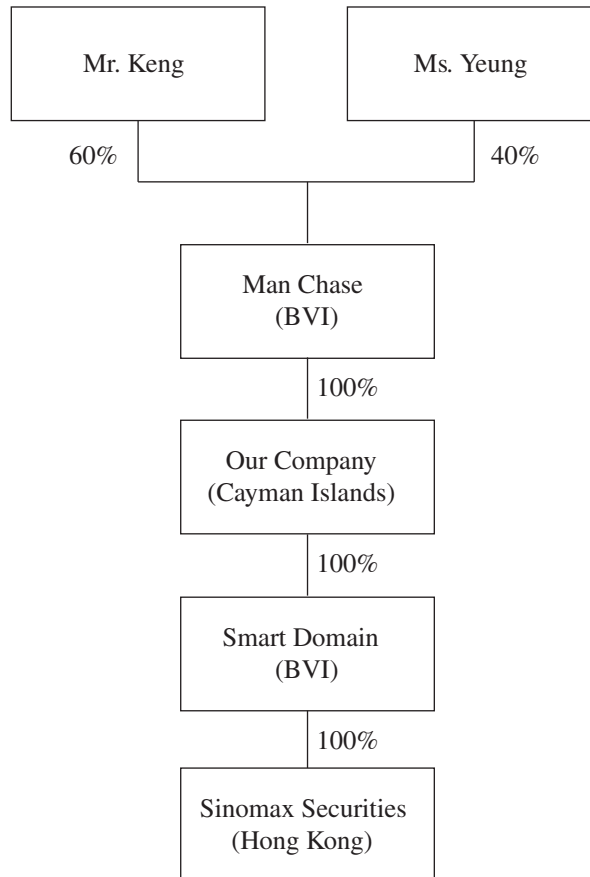 Mr. Keng
Ms. Yeung
60%
40%
Man Chase
(BVI)
100%
Our Company
(Cayman Islands)
100%
Smart Domain
(BVI)
100%
Sinomax Securities
(Hong Kong)